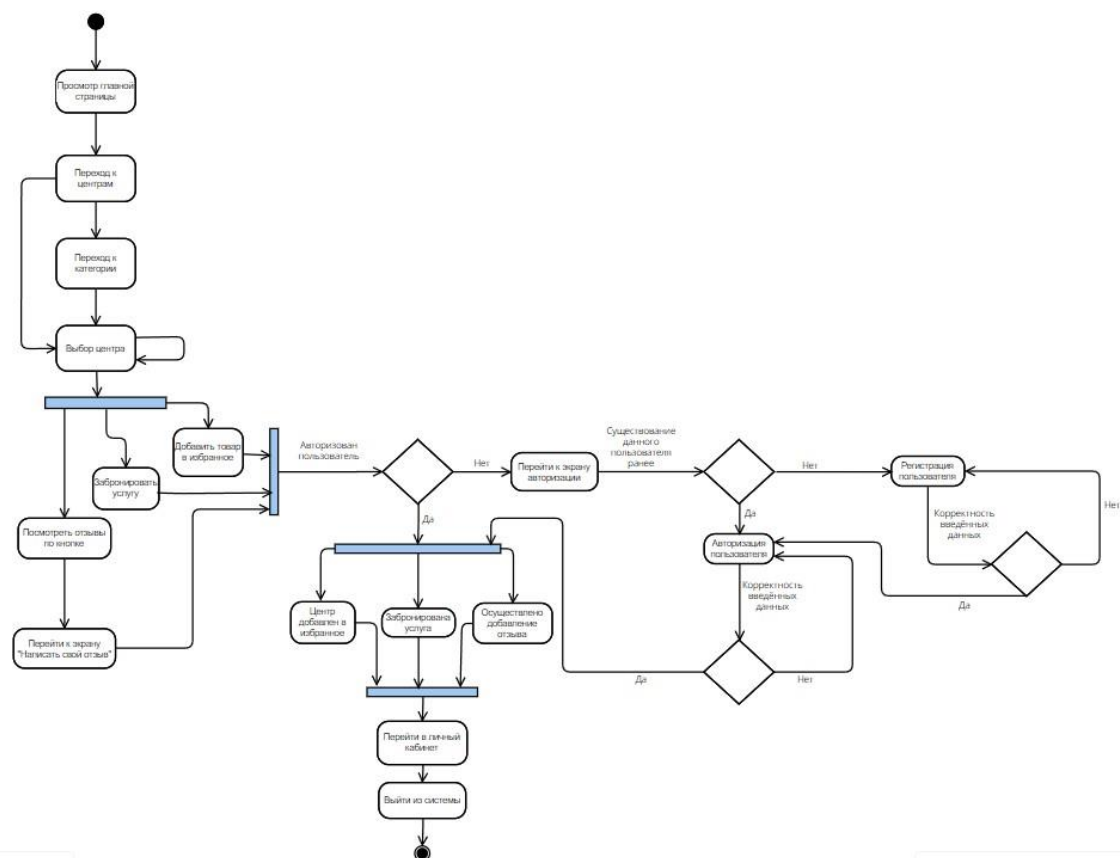 Просмотр главной
страницы
Переход к
центрам
Переход к
категории
Выбор центра
Добавить товар
в избранное
Забронировать
услугу
Посмотреть отзывы
по кнопке
Перейти к экрану
"Написать свой отзыв"
Авторизован
пользователь
Нет
Да
Перейти к экрану
авторизации
Существование
данного
пользователя
ранее
Нет
Да
Регистрация
пользователя
Корректность
введённых
данных
Нет
Да
Авторизация
пользователя
Корректность
введённых
данных
Да
Нет
Центр
добавлен в
избранное
Забронирована
услуга
Осуществлено
добавление
отзыва
Перейти в личный
кабинет
Выйти из системы